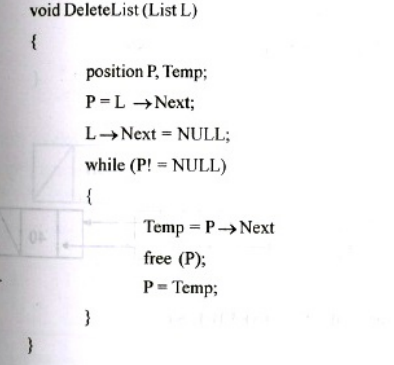 void DeleteList (List L)
{
position P, Temp;
P = L →Next;
L→Next = NULL;
while (P! = NULL)
{
Temp = P→Next
free (P);
P = Temp;
}
}